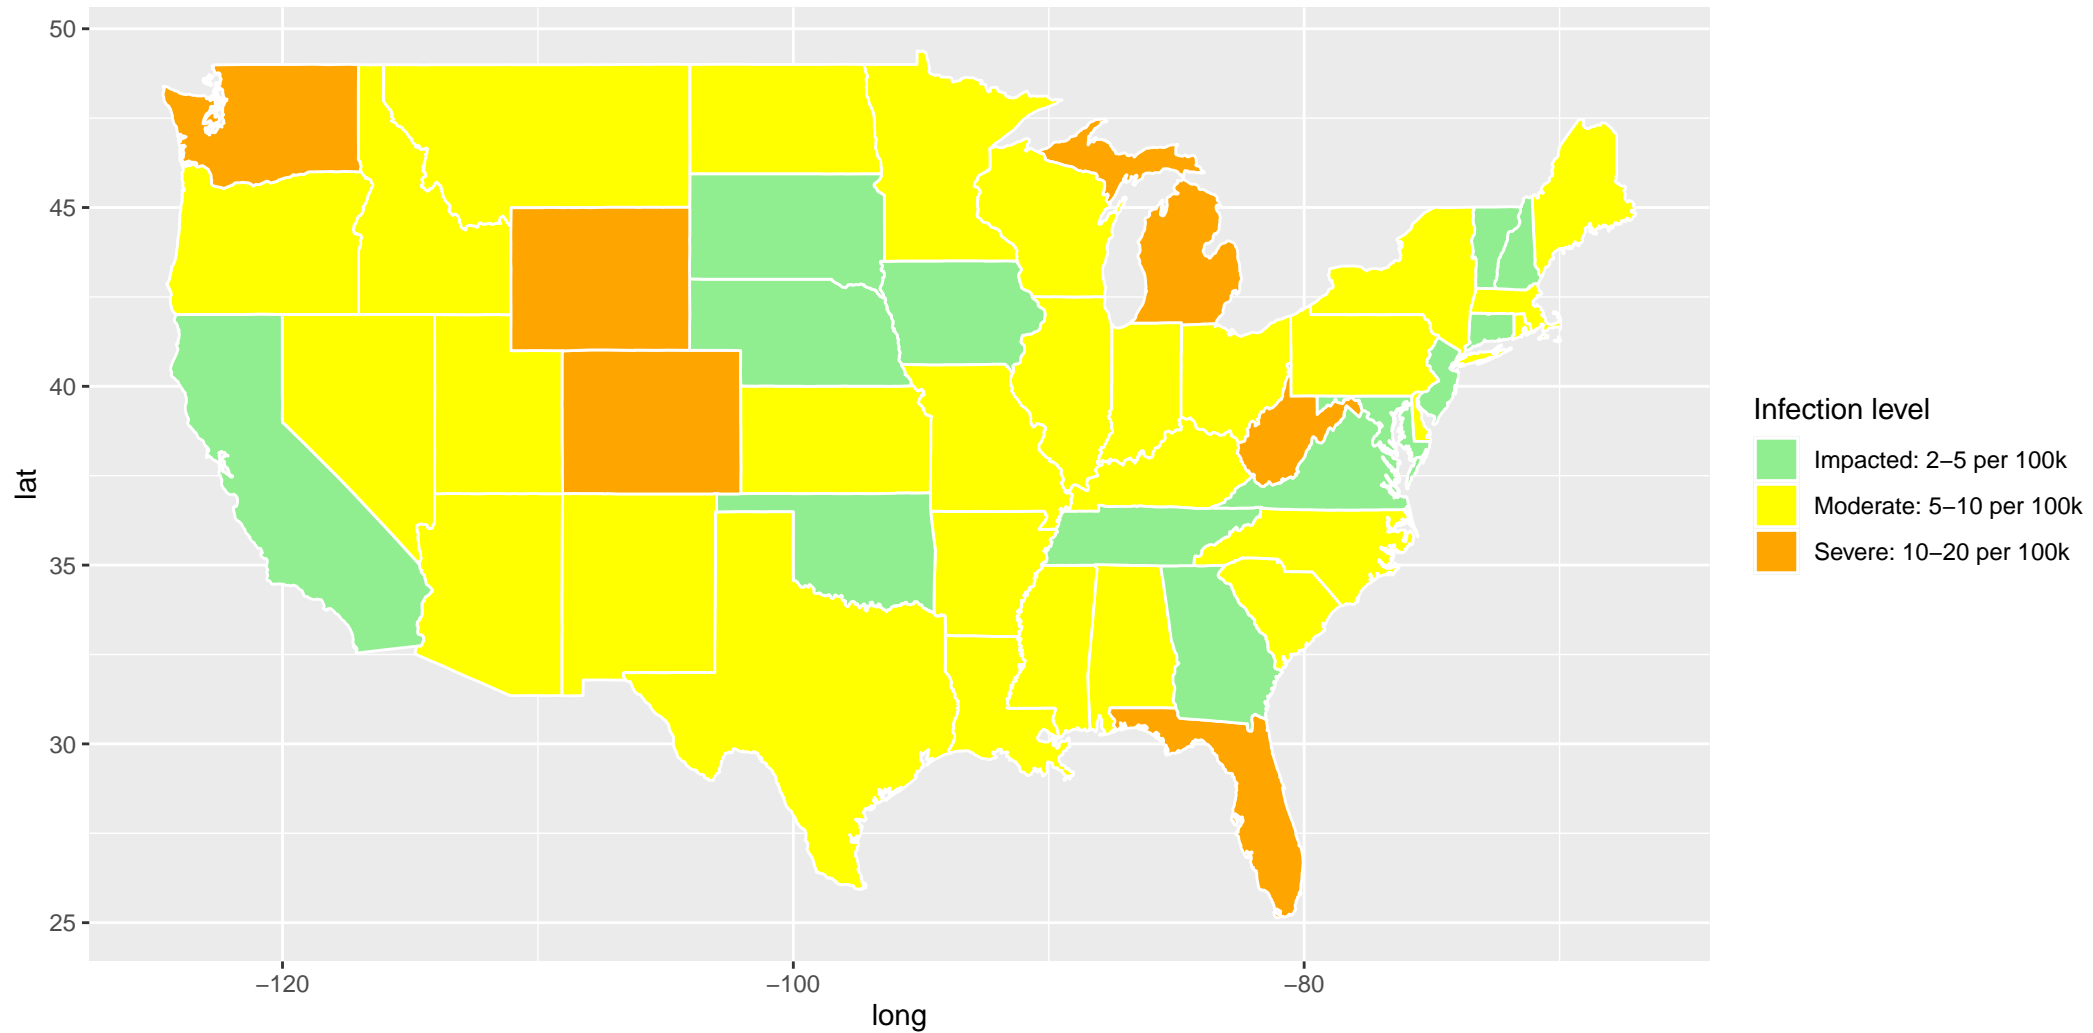 50
45
40
35
30
25
lat
−120
−100
−80
long
Infection level
Impacted: 2−5 per 100k
Moderate: 5−10 per 100k
Severe: 10−20 per 100k